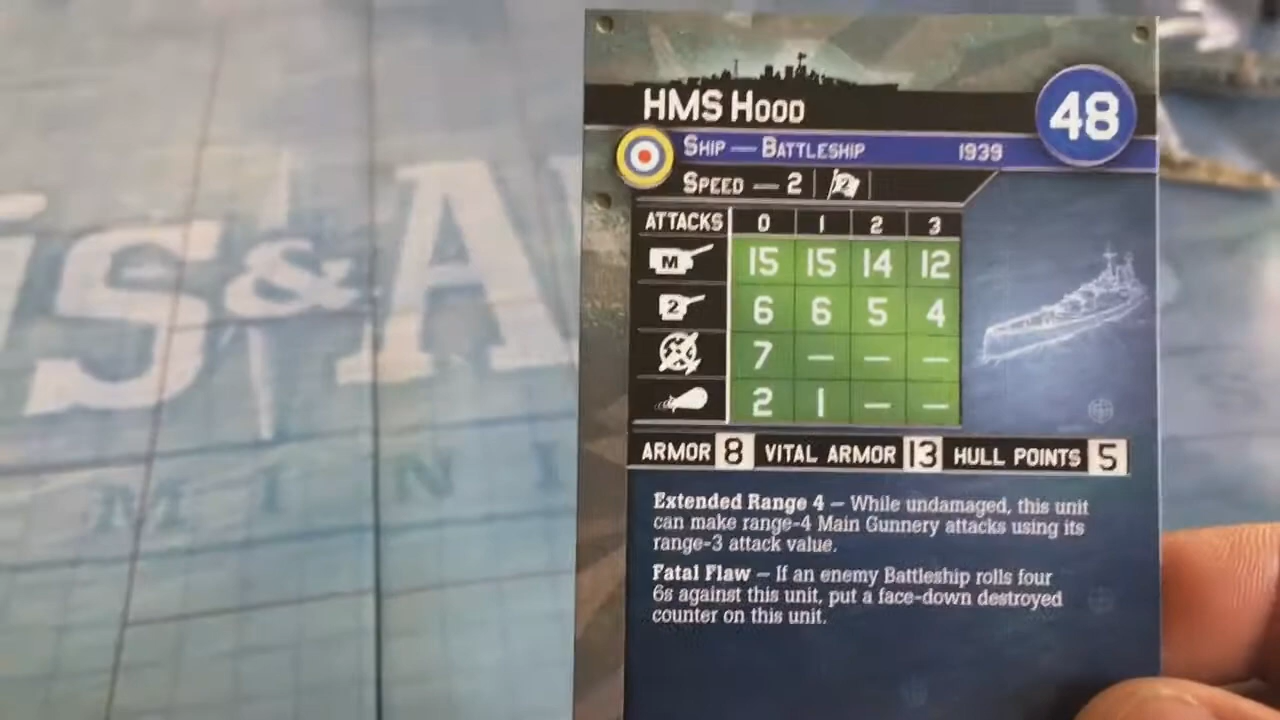 is & A
MINI
HMS HOOD
48
SHIP — BATTLESHIP 1939
SPEED — 2 2
ATTACKS 0 1 2 3
M 15 15 14 12
2 6 6 5 4
7 — — —
2 1 — —
ARMOR 8 VITAL ARMOR 13 HULL POINTS 5
Extended Range 4 — While undamaged, this unit
can make range-4 Main Gunnery attacks using its
range-3 attack value.
Fatal Flaw — If an enemy Battleship rolls four
6s against this unit, put a face-down destroyed
counter on this unit.